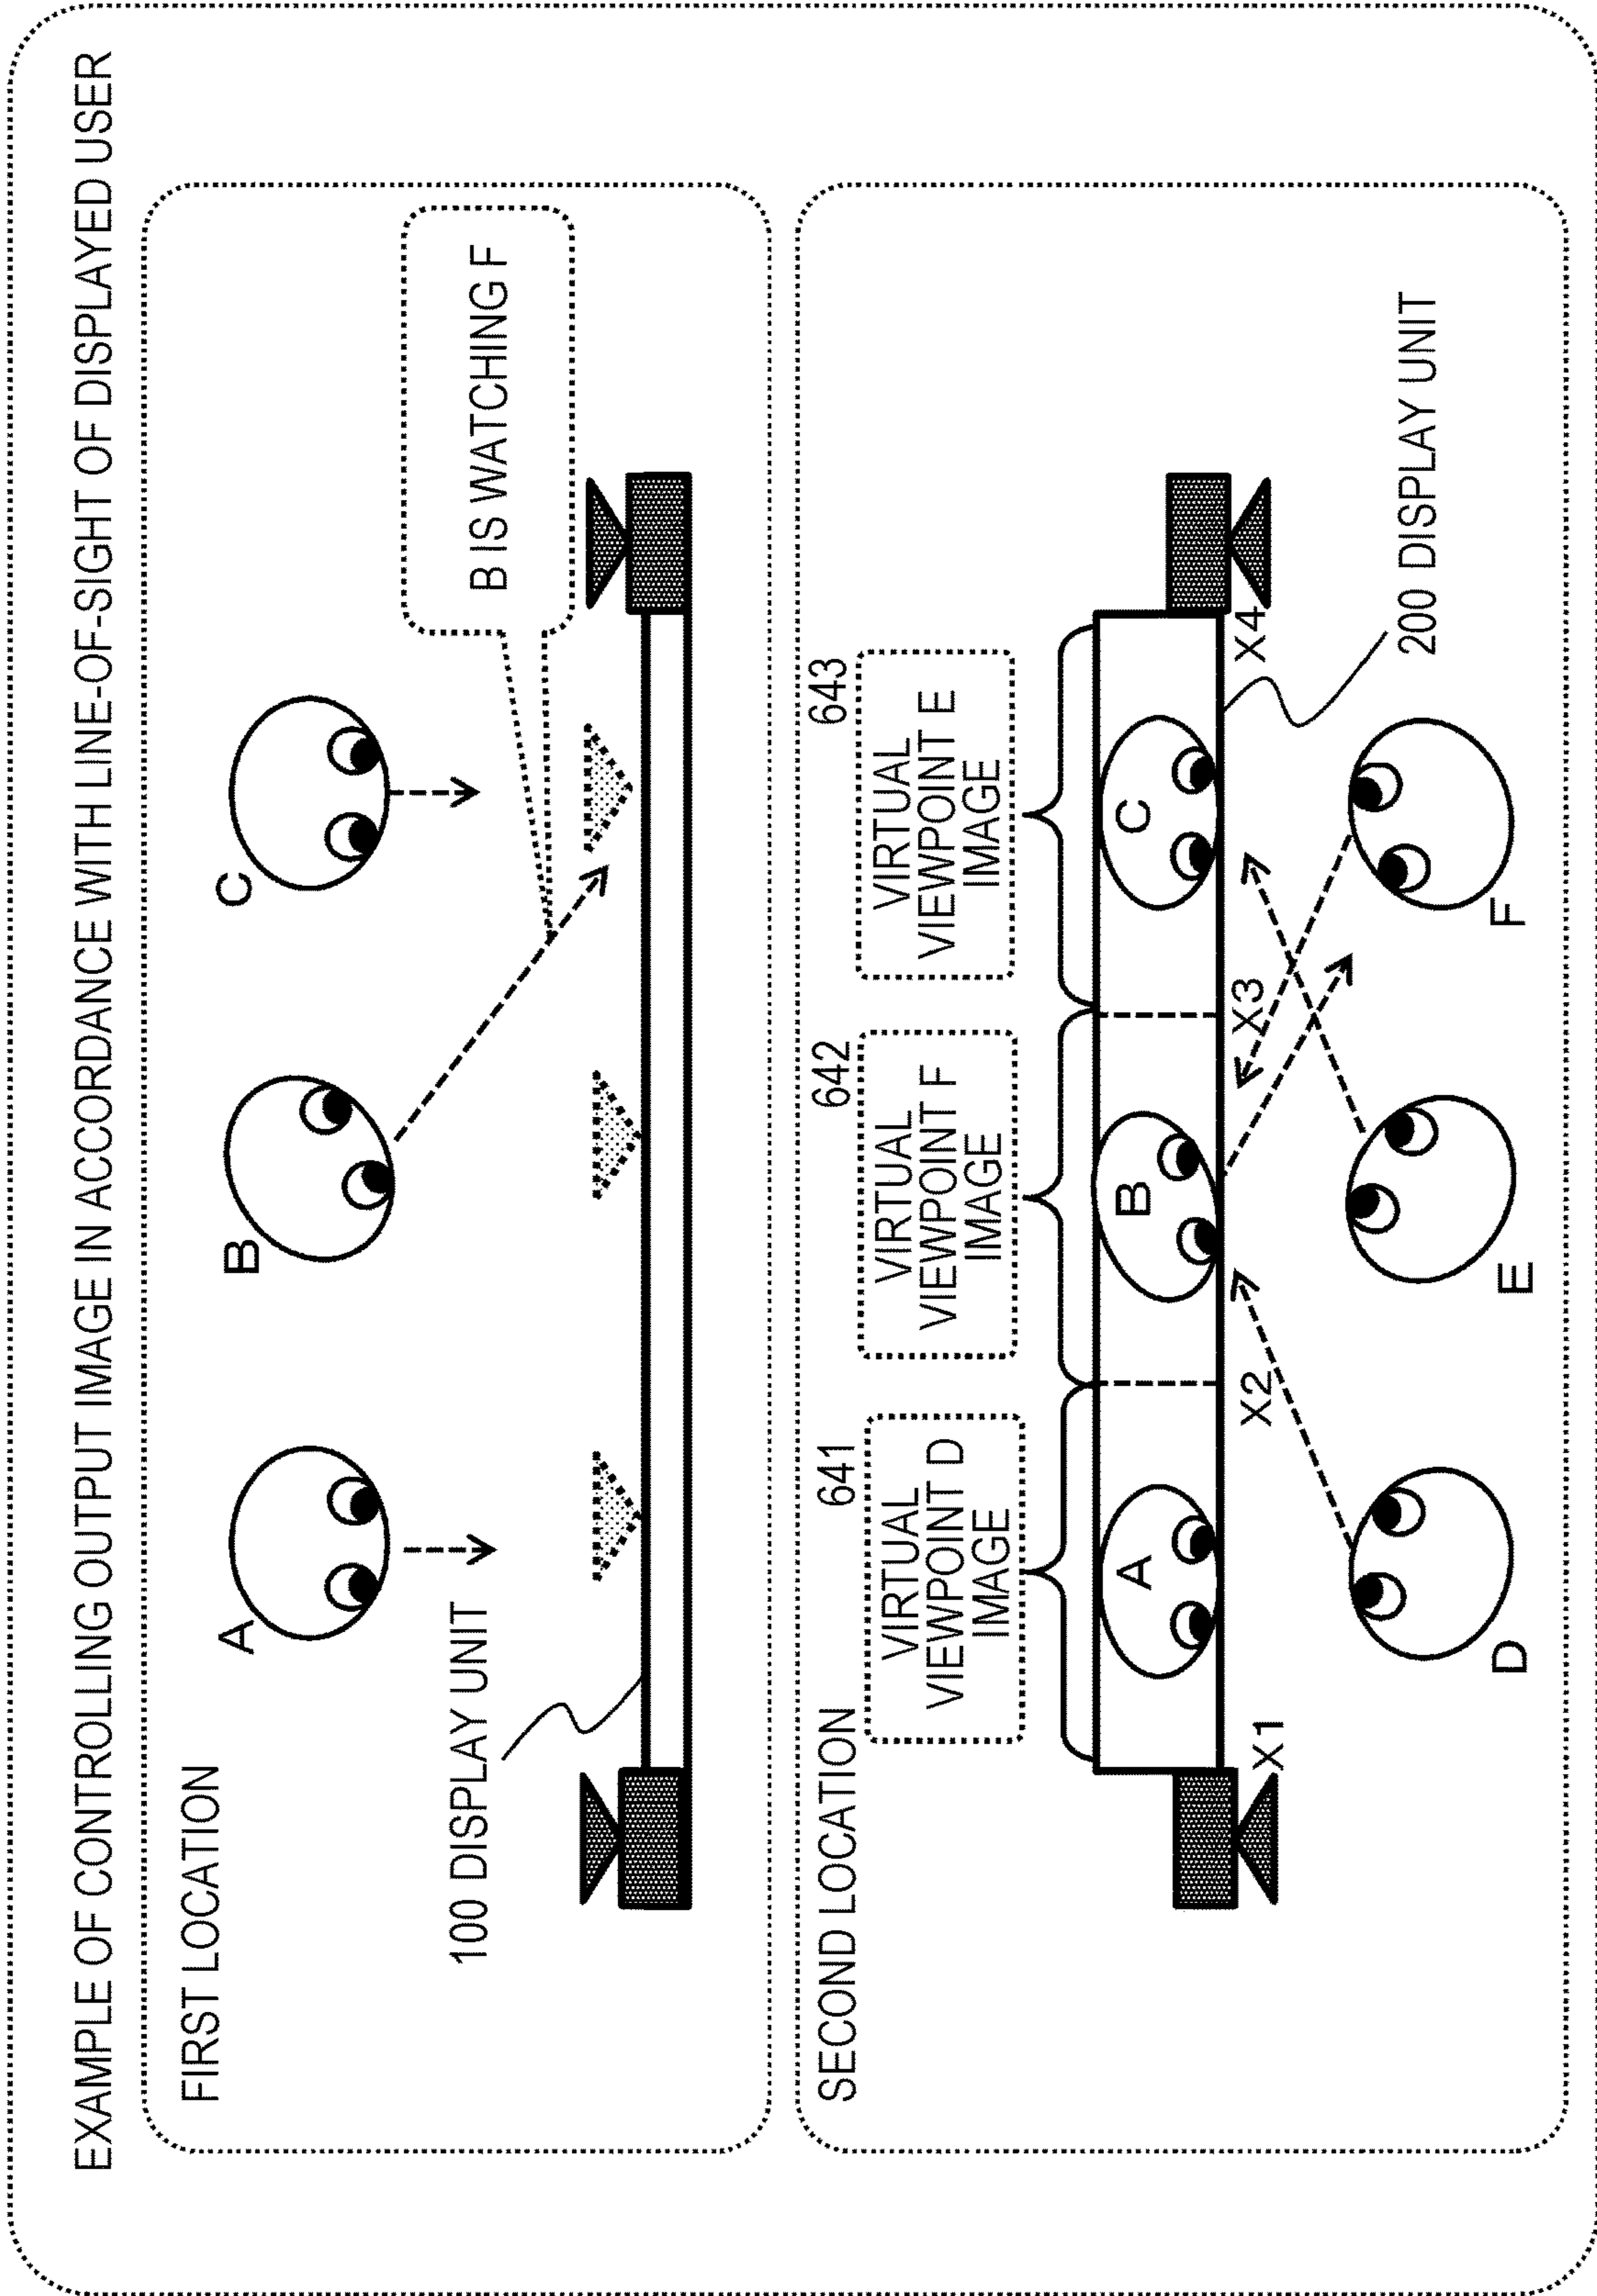 EXAMPLE OF CONTROLLING OUTPUT IMAGE IN ACCORDANCE WITH LINE-OF-SIGHT OF DISPLAYED USER
FIRST LOCATION
A
B
C
B IS WATCHING F
100 DISPLAY UNIT
SECOND LOCATION
641
642
643
VIRTUAL
VIEWPOINT D
IMAGE
VIRTUAL
VIEWPOINT F
IMAGE
VIRTUAL
VIEWPOINT E
IMAGE
A
B
C
X1
X2
X3
X4
200 DISPLAY UNIT
D
E
F